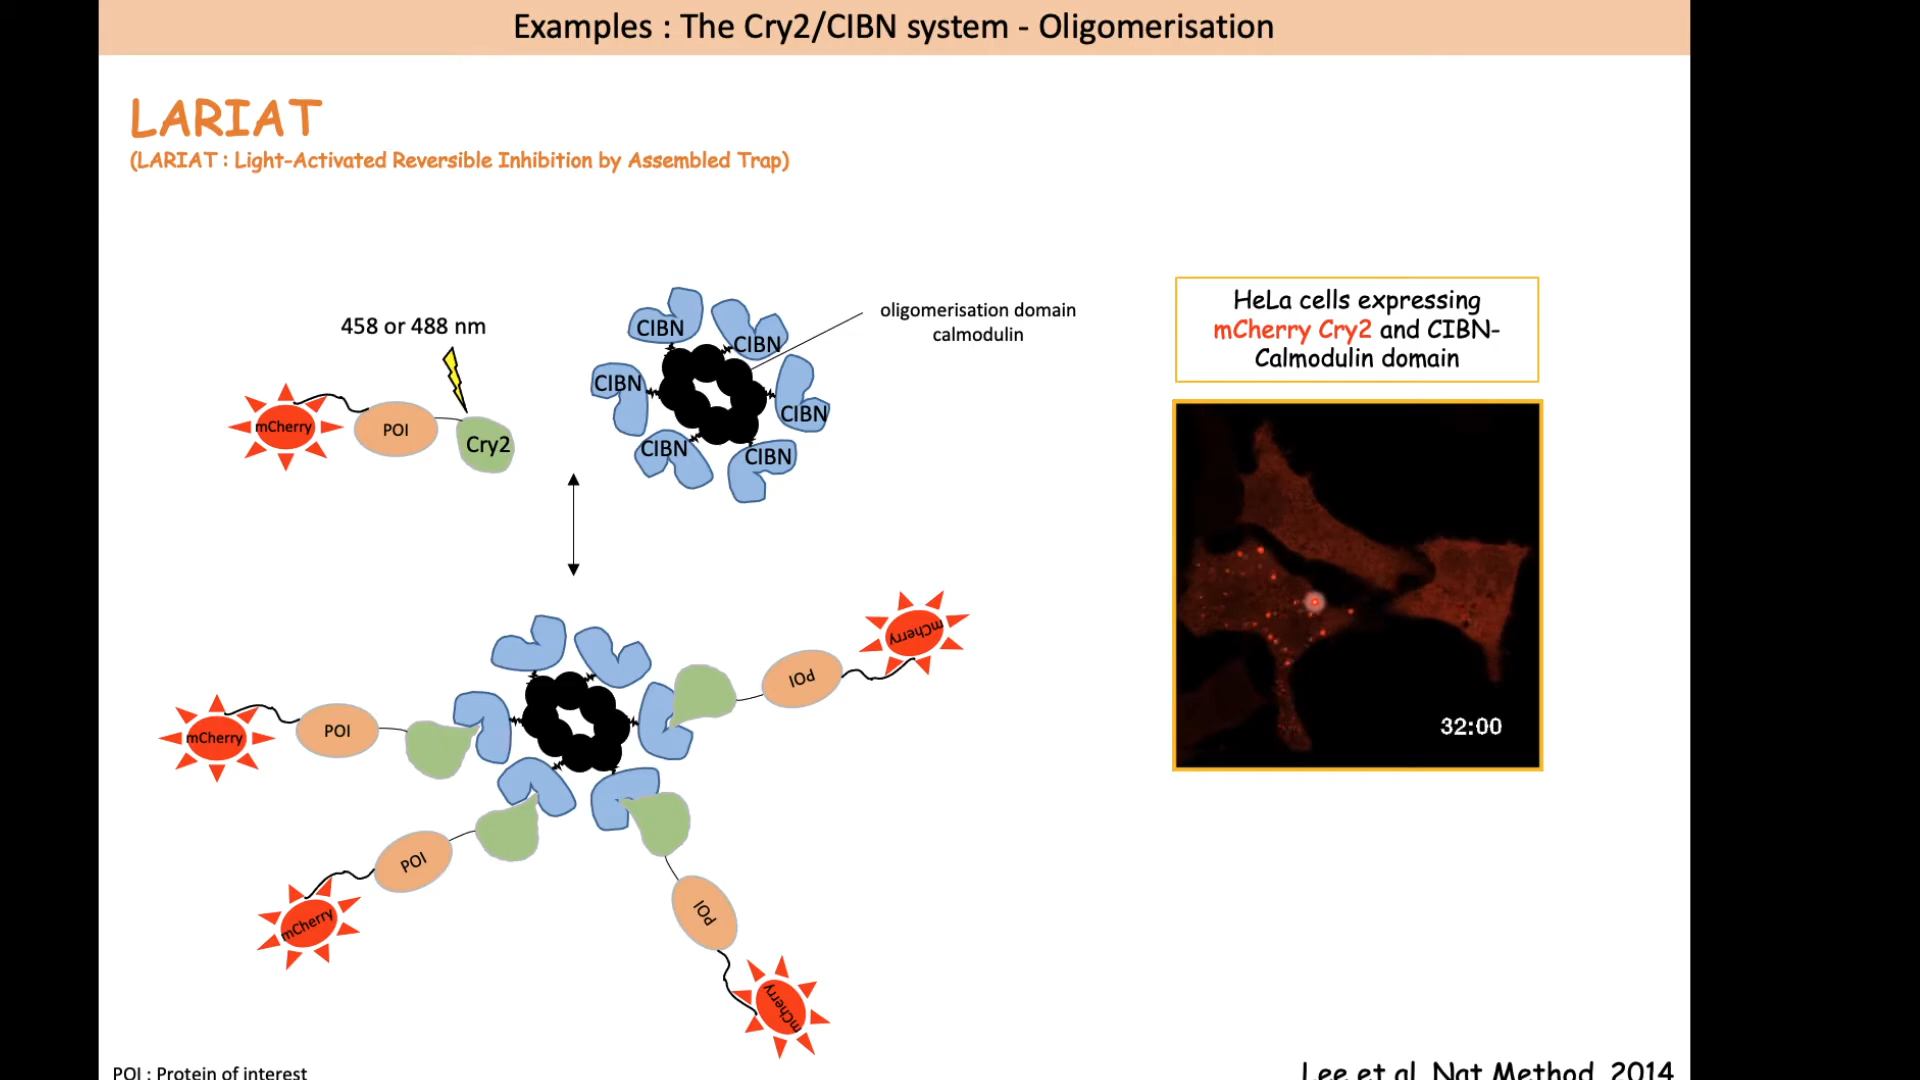 Examples : The Cry2/CIBN system - Oligomerisation
LARIAT
(LARIAT : Light-Activated Reversible Inhibition by Assembled Trap)
458 or 488 nm
mCherry
POI
Cry2
CIBN
CIBN
CIBN
CIBN
CIBN
CIBN
oligomerisation domain
calmodulin
HeLa cells expressing
mCherry Cry2 and CIBN-
Calmodulin domain
32:00
mCherry
POI
POI
mCherry
POI
mCherry
POI
mCherry
POI : Protein of interest
Lee et al. Nat Method, 2014